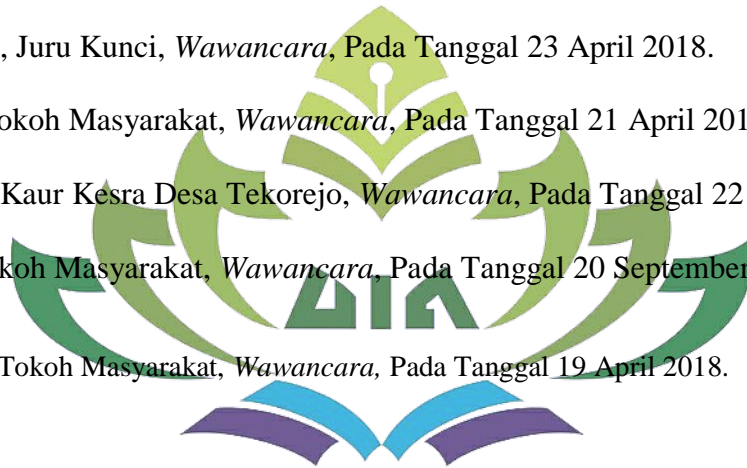 , Juru Kunci, Wawancara, Pada Tanggal 23 April 2018.
okoh Masyarakat, Wawancara, Pada Tanggal 21 April 201
Kaur Kesra Desa Tekorejo, Wawancara, Pada Tanggal 22
koh Masyarakat, Wawancara, Pada Tanggal 20 September
UIN
Tokoh Masyarakat, Wawancara, Pada Tanggal 19 April 2018.